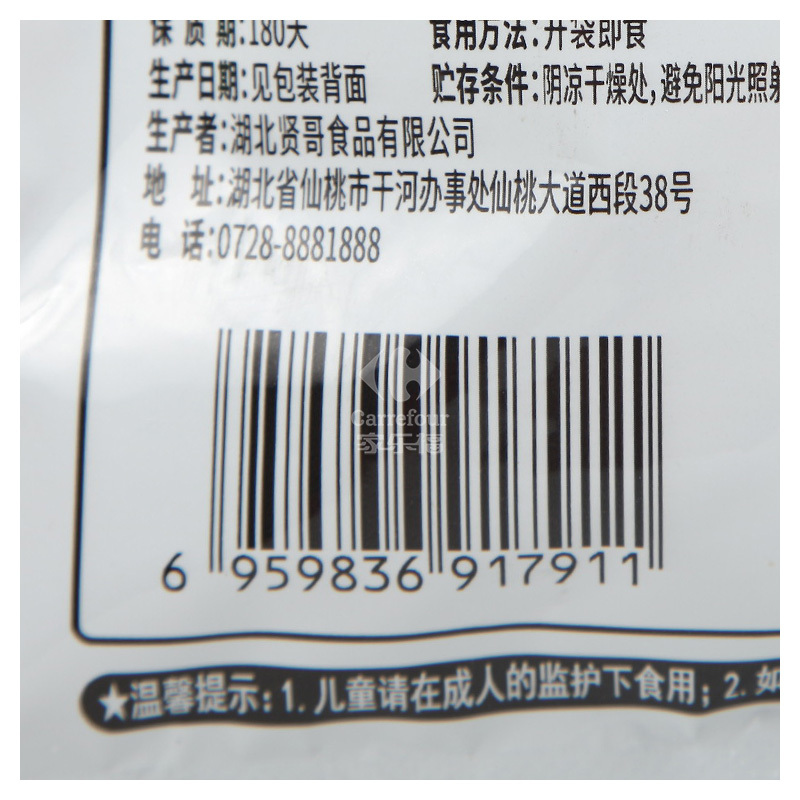 保 质 期:180天 食用方法:开袋即食
生产日期:见包装背面 贮存条件:阴凉干燥处,避免阳光照射
生产者:湖北贤哥食品有限公司
地 址:湖北省仙桃市干河办事处仙桃大道西段38号
电 话:0728-8881888
Carrefour
家乐福
6 959836 917911
★温馨提示:1.儿童请在成人的监护下食用;2.如